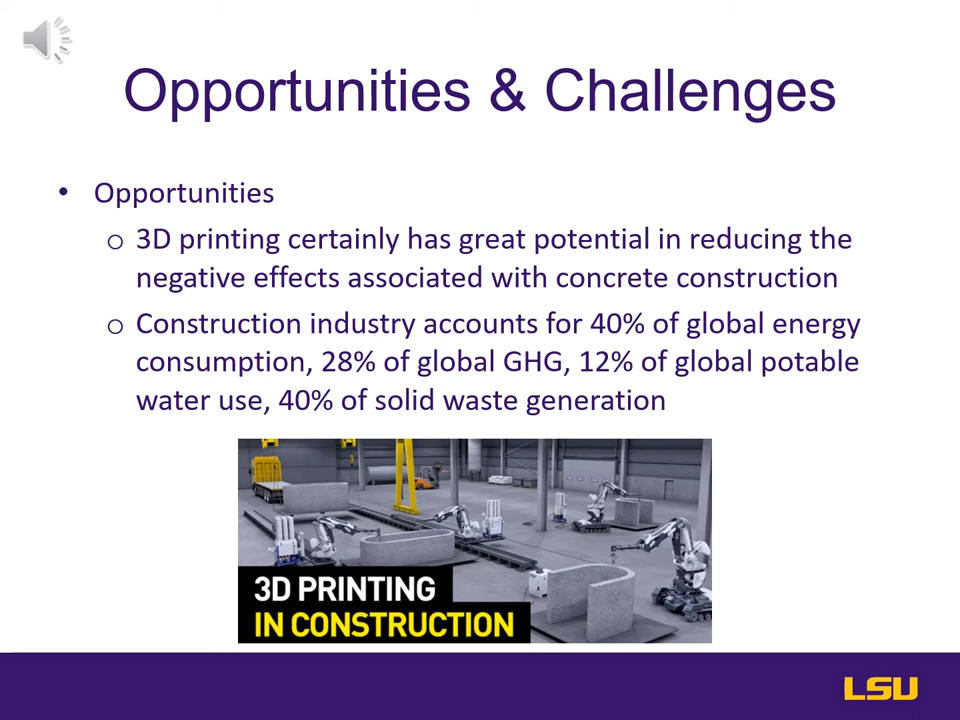 Opportunities & Challenges
• Opportunities
o 3D printing certainly has great potential in reducing the
negative effects associated with concrete construction
o Construction industry accounts for 40% of global energy
consumption, 28% of global GHG, 12% of global potable
water use, 40% of solid waste generation
3D PRINTING
IN CONSTRUCTION
LSU